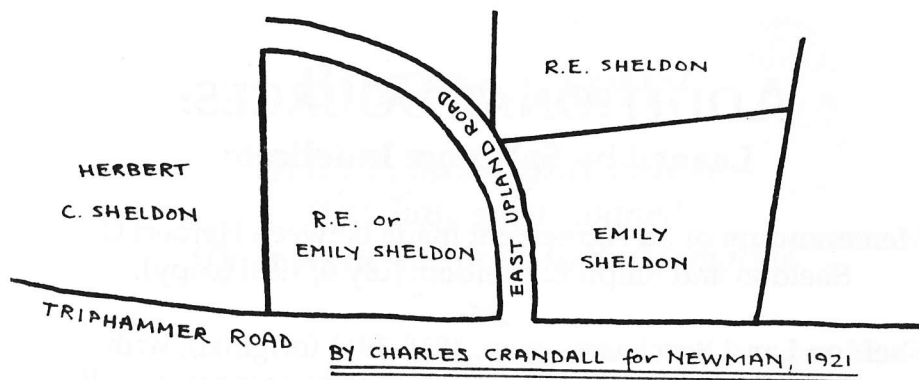 R.E. SHELDON
EAST UPLAND ROAD
HERBERT
C. SHELDON
R.E. or
EMILY SHELDON
EMILY
SHELDON
TRIPHAMMER ROAD
BY CHARLES CRANDALL for NEWMAN, 1921